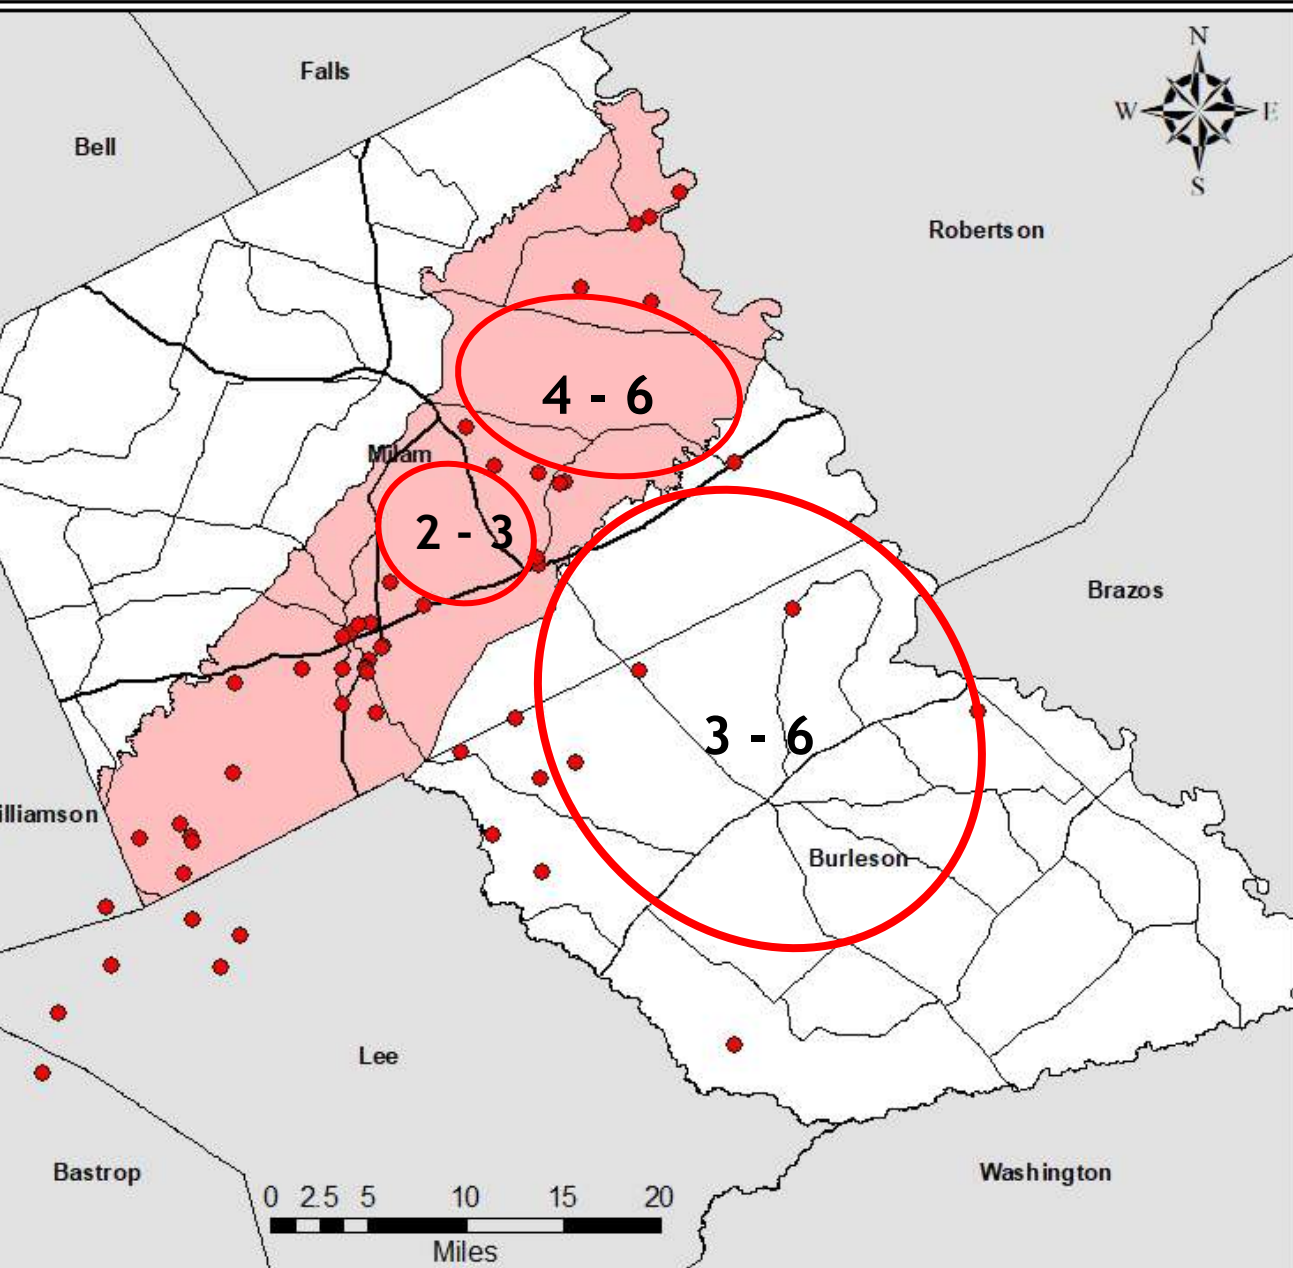 Falls
Bell
N
W E
S
Robertson
4 - 6
Milam
2 - 3
Brazos
3 - 6
illiamson
Burleson
Lee
Bastrop
Washington
0 2.5 5 10 15 20
Miles